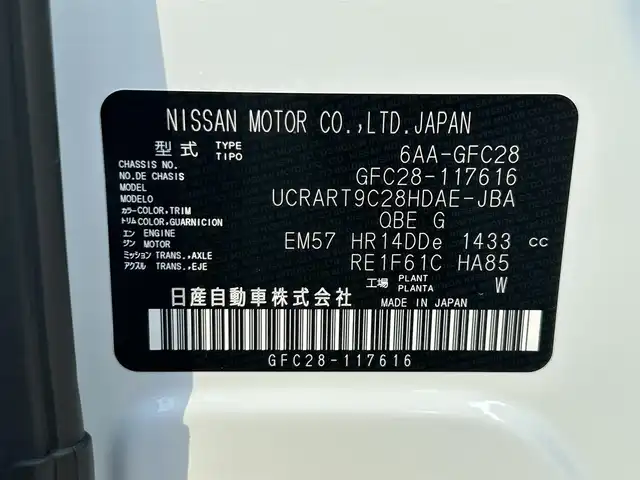 NISSAN MOTOR CO.,LTD.JAPAN
型式 TYPE TIPO 6AA-GFC28
CHASSIS NO. NO.DE CHASIS GFC28-117616
MODEL MODELO UCRART9C28HDAE-JBA
カラー COLOR,TRIM トリム COLOR,GUARNICION QBE G
エンジン ENGINE MOTOR EM57 HR14DDe 1433 cc
ミッション TRANS.,AXLE アクスル TRANS.,EJE RE1F61C HA85
工場 PLANT PLANTA W
日産自動車株式会社 MADE IN JAPAN
GFC28-117616